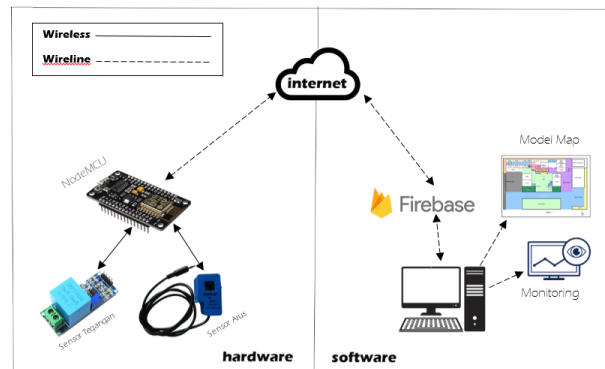 Wireless
Wireline
internet
Model Map
NodeMCU
Firebase
Monitoring
Sensor Tegangan
Sensor Arus
hardware
software